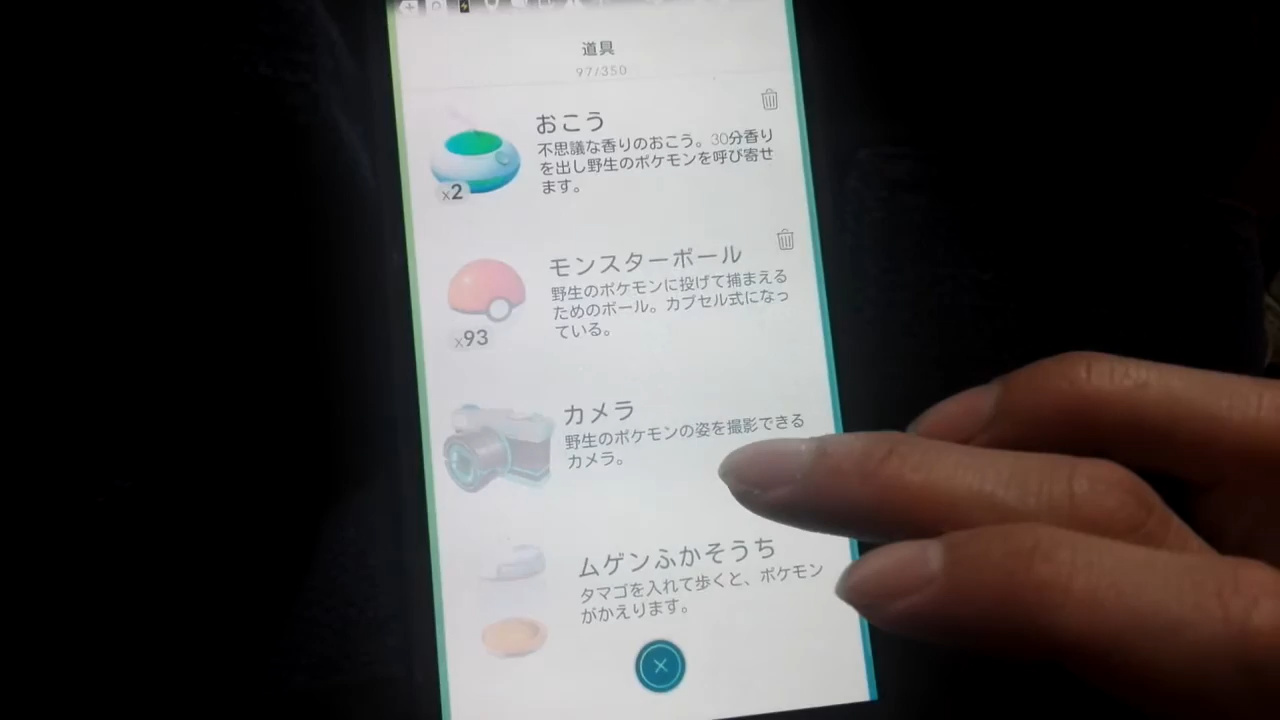 道具
97/350
おこう
不思議な香りのおこう。30分香り
を出し野生のポケモンを呼び寄せ
ます。
x2
モンスターボール
野生のポケモンに投げて捕まえる
ためのボール。カプセル式になっ
ている。
x93
カメラ
野生のポケモンの姿を撮影できる
カメラ。
ムゲンふかそうち
タマゴを入れて歩くと、ポケモン
がかえります。